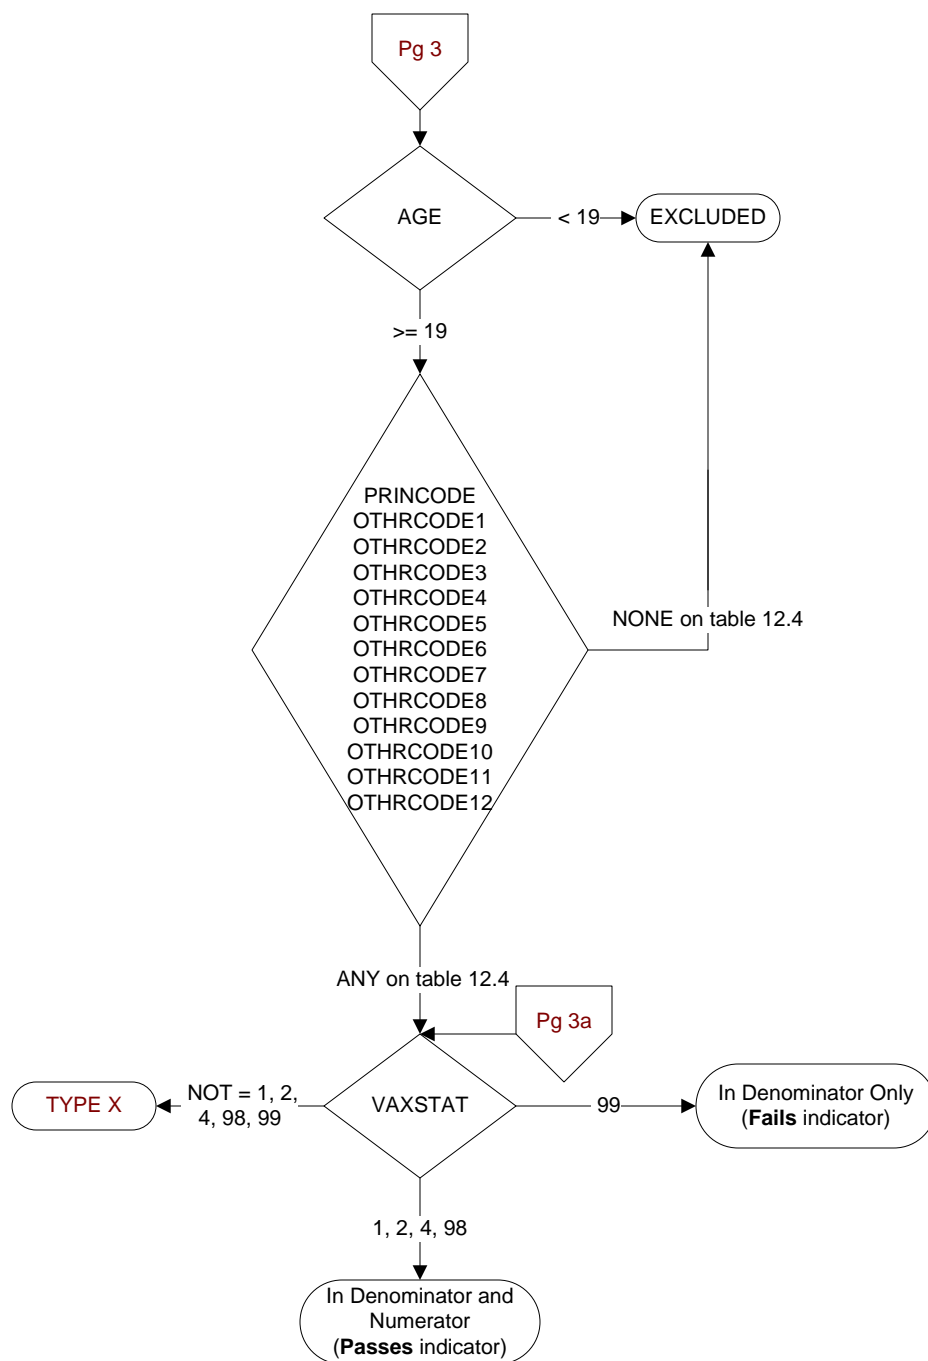 Pg 3
AGE
< 19
EXCLUDED
>= 19
PRINCODE
OTHRCODE1
OTHRCODE2
OTHRCODE3
OTHRCODE4
OTHRCODE5
OTHRCODE6
OTHRCODE7
OTHRCODE8
OTHRCODE9
OTHRCODE10
OTHRCODE11
OTHRCODE12
NONE on table 12.4
ANY on table 12.4
Pg 3a
TYPE X
NOT = 1, 2,
4, 98, 99
VAXSTAT
99
In Denominator Only
(Fails indicator)
1, 2, 4, 98
In Denominator and
Numerator
(Passes indicator)